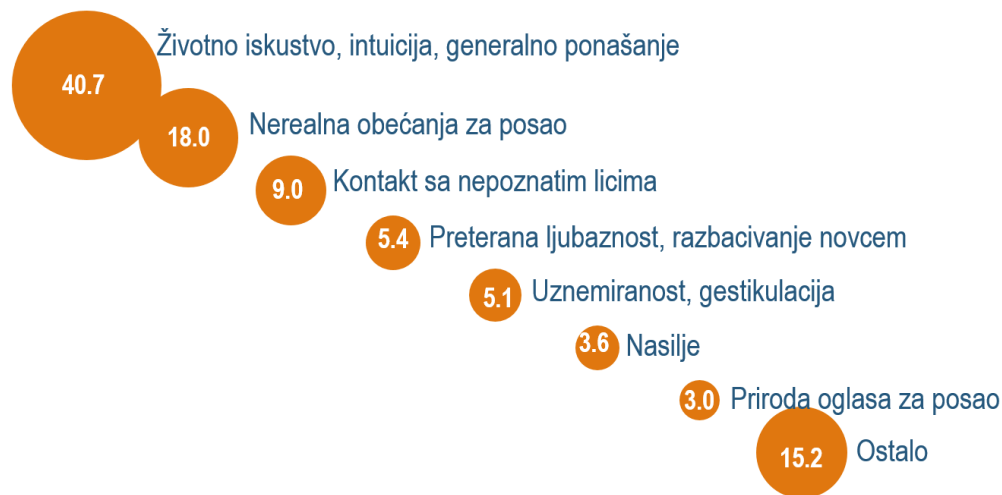 40.7 Životno iskustvo, intuicija, generalno ponašanje
18.0 Nerealna obećanja za posao
9.0 Kontakt sa nepoznatim licima
5.4 Preterana ljubaznost, razbacivanje novcem
5.1 Uznemiranost, gestikulacija
3.6 Nasilje
3.0 Priroda oglasa za posao
15.2 Ostalo